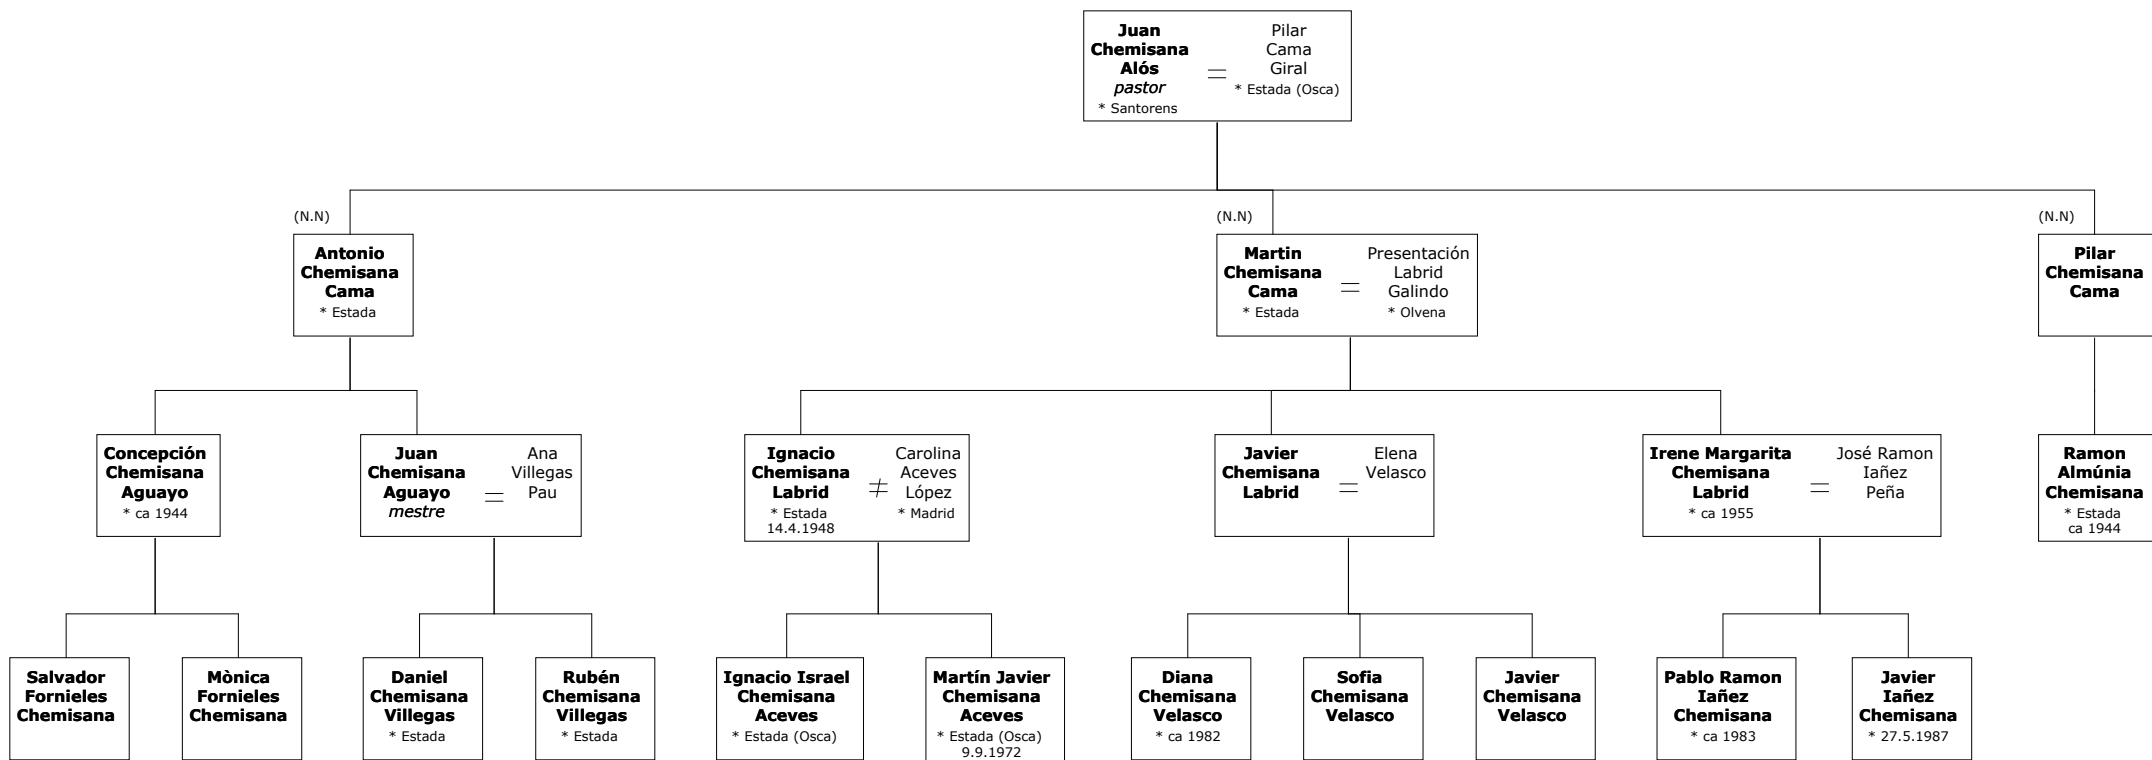 Juan
Chemisana
Alós
pastor
* Santorens
=
Pilar
Cama
Giral
* Estada (Osca)
(N.N)
Antonio
Chemisana
Cama
* Estada
(N.N)
Martin
Chemisana
Cama
* Estada
=
Presentación
Labrid
Galindo
* Olvena
(N.N)
Pilar
Chemisana
Cama
Concepción
Chemisana
Aguayo
* ca 1944
Juan
Chemisana
Aguayo
mestre
=
Ana
Villegas
Pau
Ignacio
Chemisana
Labrid
* Estada
14.4.1948
≠
Carolina
Aceves
López
* Madrid
Javier
Chemisana
Labrid
=
Elena
Velasco
Irene Margarita
Chemisana
Labrid
* ca 1955
=
José Ramon
Iañez
Peña
Ramon
Almúnia
Chemisana
* Estada
ca 1944
Salvador
Fornieles
Chemisana
Mònica
Fornieles
Chemisana
Daniel
Chemisana
Villegas
* Estada
Rubén
Chemisana
Villegas
* Estada
Ignacio Israel
Chemisana
Aceves
* Estada (Osca)
Martín Javier
Chemisana
Aceves
* Estada (Osca)
9.9.1972
Diana
Chemisana
Velasco
* ca 1982
Sofia
Chemisana
Velasco
Javier
Chemisana
Velasco
Pablo Ramon
Iañez
Chemisana
* ca 1983
Javier
Iañez
Chemisana
* 27.5.1987